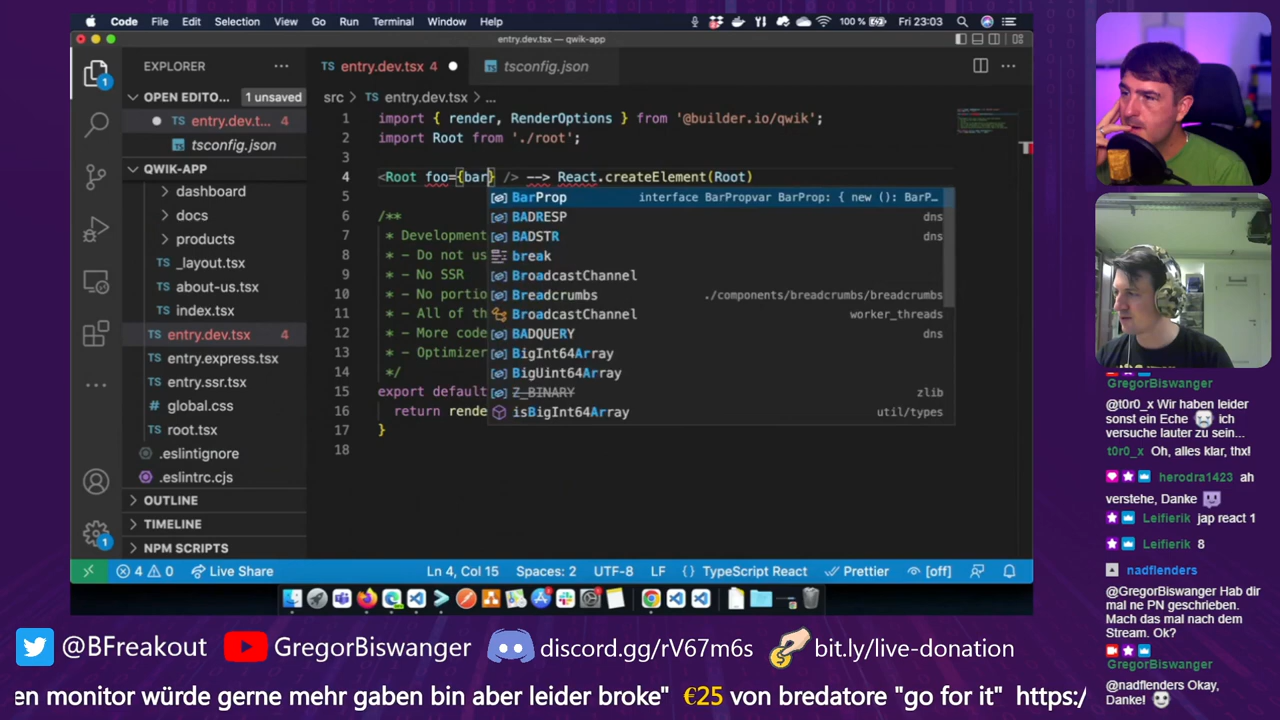 Code File Edit Selection View Go Run Terminal Window Help
100 % Fri 23:03
entry.dev.tsx — qwik-app
EXPLORER
OPEN EDITO... 1 unsaved
entry.dev.t... 4
tsconfig.json
QWIK-APP
dashboard
docs
products
_layout.tsx
about-us.tsx
index.tsx
entry.dev.tsx 4
entry.express.tsx
entry.ssr.tsx
global.css
root.tsx
.eslintignore
.eslintrc.cjs
OUTLINE
TIMELINE
NPM SCRIPTS
1
1
TS entry.dev.tsx 4
TS tsconfig.json
src > TS entry.dev.tsx > ...
1 import { render, RenderOptions } from '@builder.io/qwik';
2 import Root from './root';
3
4 <Root foo={bar} /> --> React.createElement(Root)
5
6 /**
7 * Development
8 * - Do not us
9 * - No SSR
10 * - No portio
11 * - All of th
12 * - More code
13 * - Optimizer
14 */
15 export default
16 return rende
17 }
18
BarProp interface BarPropvar BarProp: { new (): BarP...
BADRESP dns
BADSTR dns
break
BroadcastChannel
Breadcrumbs ./components/breadcrumbs/breadcrumbs
BroadcastChannel worker_threads
BADQUERY dns
BigInt64Array
BigUint64Array
Z_BINARY zlib
isBigInt64Array util/types
4 0 Live Share Ln 4, Col 15 Spaces: 2 UTF-8 LF {} TypeScript React Prettier [off]
GregorBiswanger
@t0r0_x Wir haben leider
sonst ein Eche ich
versuche lauter zu sein...
t0r0_x Oh, alles klar, thx!
herodra1423 ah
verstehe, Danke
Leifierik jap react 1
Leifierik 8
nadflenders
@GregorBiswanger Hab dir
mal ne PN geschrieben.
Mach das mal nach dem
Stream. Ok?
GregorBiswanger
@nadflenders Okay,
Danke!
@BFreakout GregorBiswanger discord.gg/rV67m6s bit.ly/live-donation
en monitor würde gerne mehr gaben bin aber leider broke" €25 von bredatore "go for it" https:/